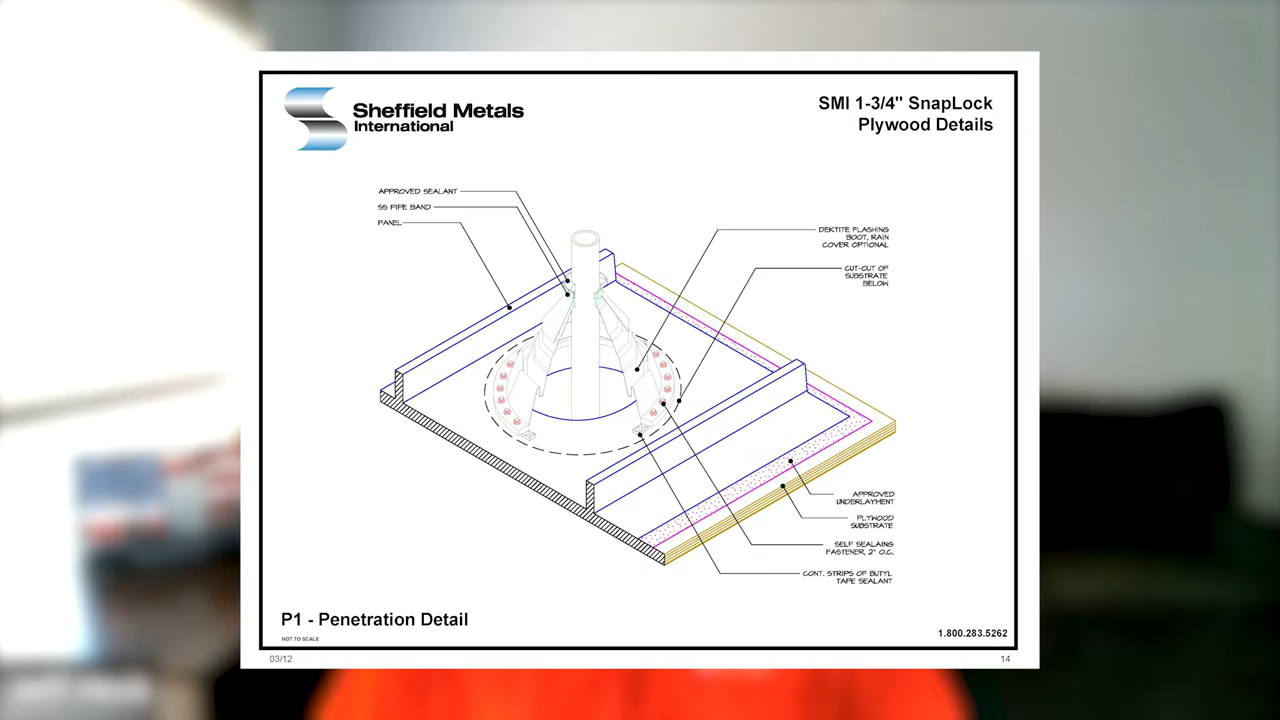 Sheffield Metals
International
SMI 1-3/4" SnapLock
Plywood Details
APPROVED SEALANT
SS PIPE BAND
PANEL
DEKTITE FLASHING
BOOT, RAIN
COVER OPTIONAL
CUT-OUT OF
SUBSTRATE
BELOW
APPROVED
UNDERLAYMENT
PLYWOOD
SUBSTRATE
SELF SEALAING
FASTENER, 2" O.C.
CONT. STRIPS OF BUTYL
TAPE SEALANT
P1 - Penetration Detail
NOT TO SCALE
1.800.283.5262
03/12
14